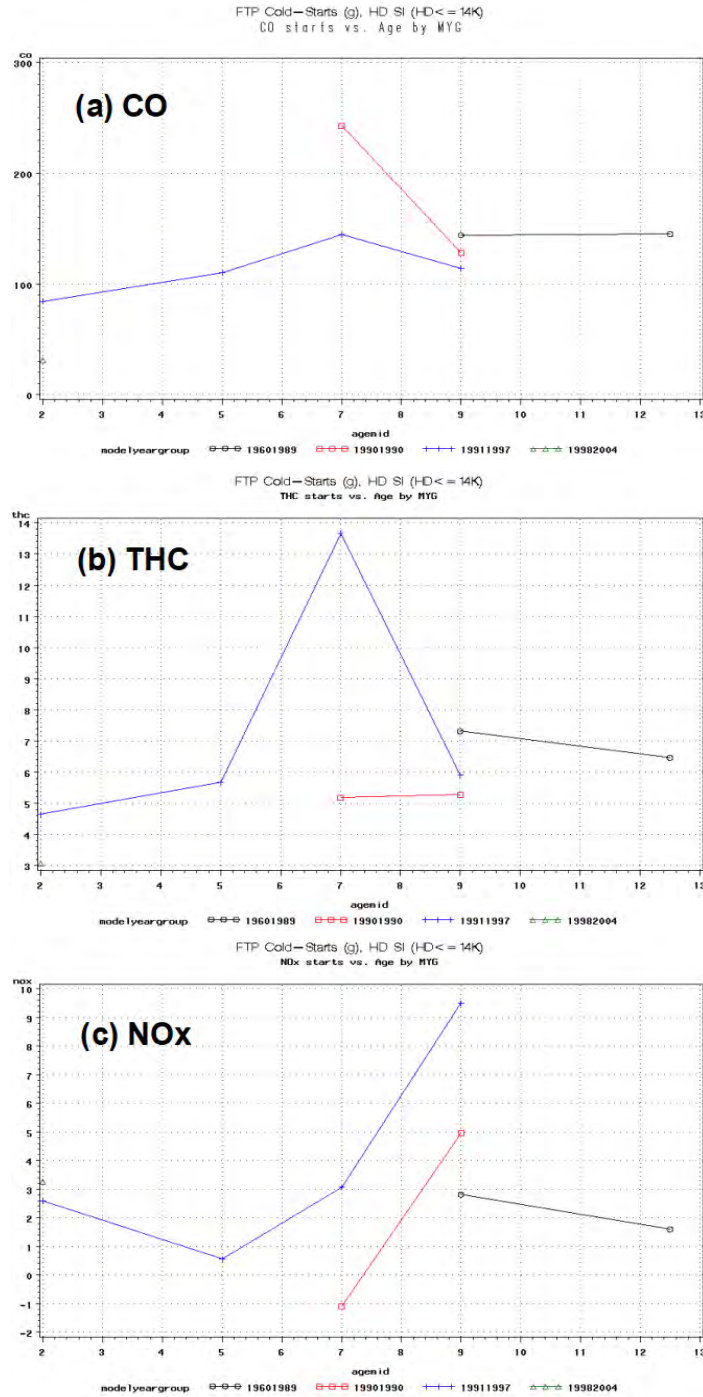 FTP Cold-Starts (g), HD SI (HD<=14K)
CO starts vs. Age by MYG
co
300
(a) CO
200
100
0
2 3 4 5 6 7 8 9 10 11 12 13
agemid
modelyeargroup 19601989 19901990 19911997 19982004
FTP Cold-Starts (g), HD SI (HD<=14K)
THC starts vs. Age by MYG
thc
14
13
(b) THC
12
11
10
9
8
7
6
5
4
3
2 3 4 5 6 7 8 9 10 11 12 13
agemid
modelyeargroup 19601989 19901990 19911997 19982004
FTP Cold-Starts (g), HD SI (HD<=14K)
NOx starts vs. Age by MYG
nox
10
9
(c) NOx
8
7
6
5
4
3
2
1
0
-1
-2
2 3 4 5 6 7 8 9 10 11 12 13
agemid
modelyeargroup 19601989 19901990 19911997 19982004